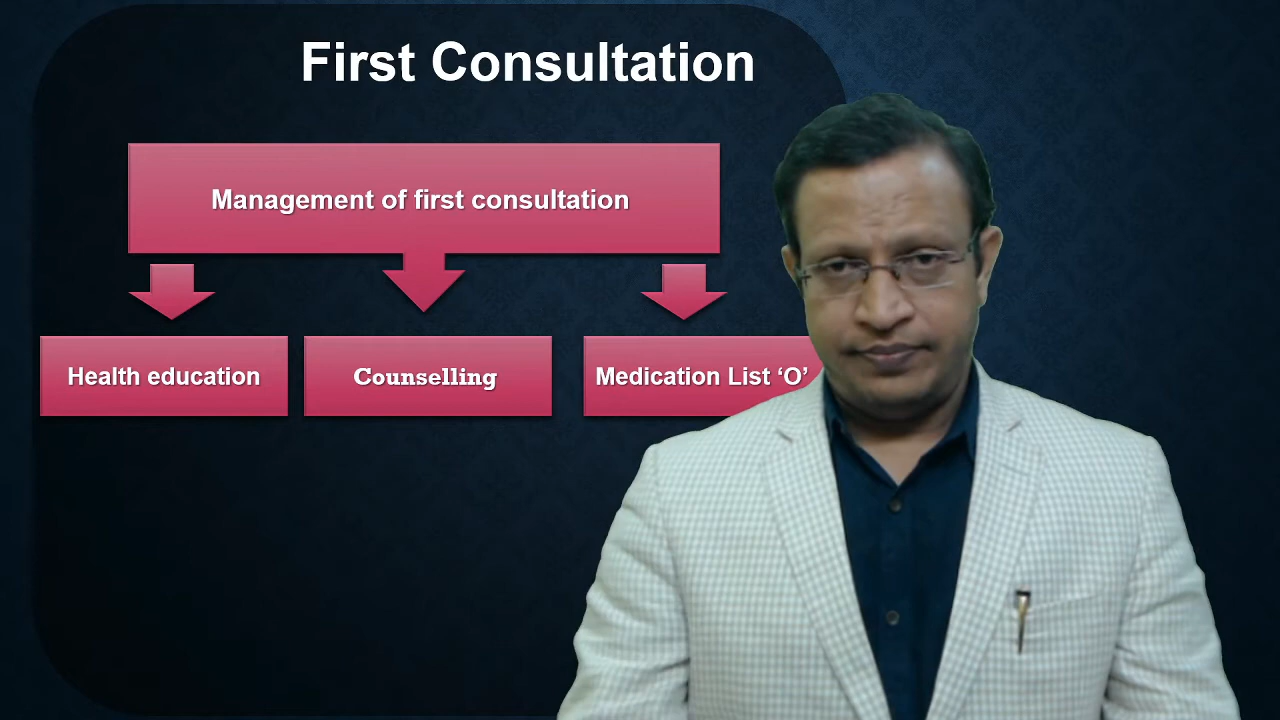 First Consultation
Management of first consultation
Health education
Counselling
Medication List ‘O’